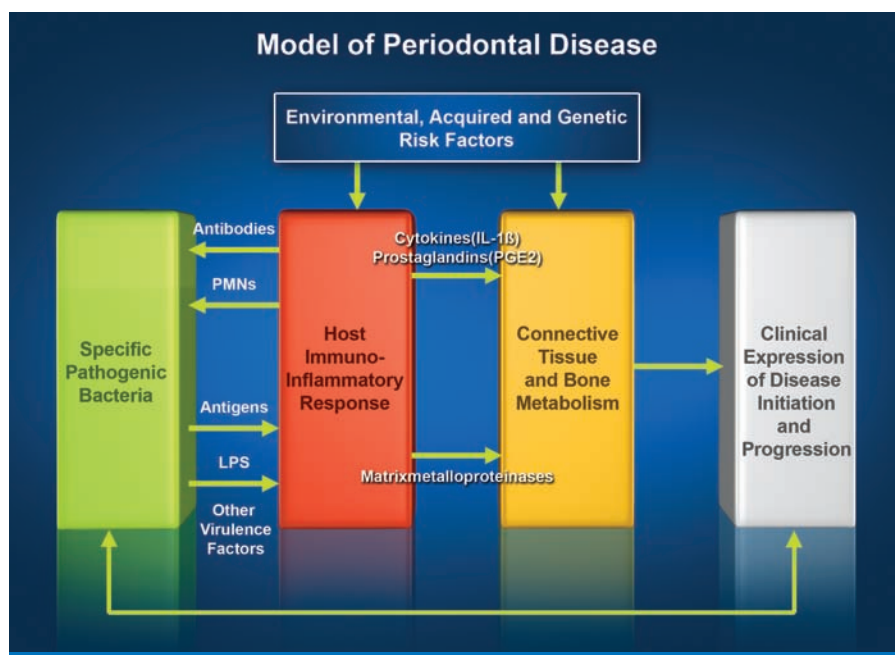 Model of Periodontal Disease
Environmental, Acquired and Genetic
Risk Factors
Specific
Pathogenic
Bacteria
Antibodies
PMNs
Antigens
LPS
Other
Virulence
Factors
Host
Immuno-
Inflammatory
Response
Cytokines(IL-1ß)
Prostaglandins(PGE2)
Matrixmetalloproteinases
Connective
Tissue
and Bone
Metabolism
Clinical
Expression
of Disease
Initiation
and
Progression